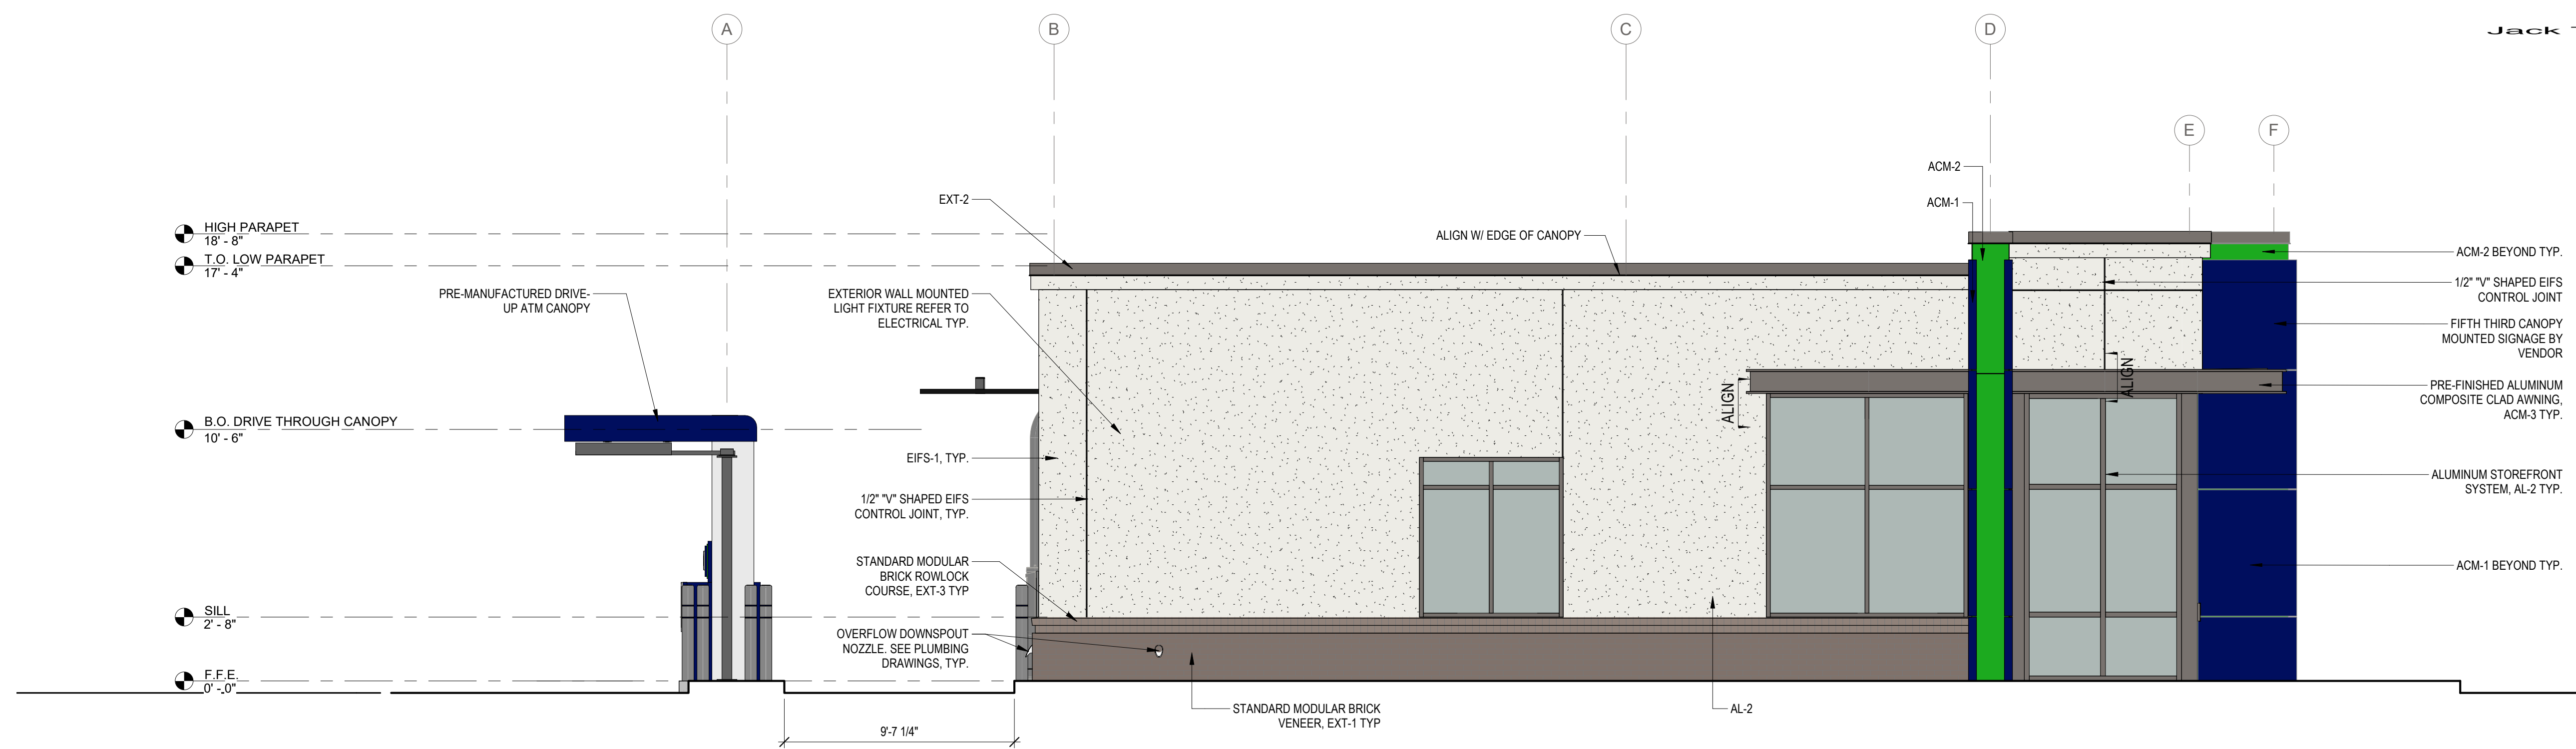 A
B
C
D
Jack
E
F
ACM-2
EXT-2
ACM-1
HIGH PARAPET
18' - 8"
ALIGN W/ EDGE OF CANOPY
T.O. LOW PARAPET
17' - 4"
ACM-2 BEYOND TYP.
PRE-MANUFACTURED DRIVE-
UP ATM CANOPY
EXTERIOR WALL MOUNTED
LIGHT FIXTURE REFER TO
ELECTRICAL TYP.
1/2" "V" SHAPED EIFS
CONTROL JOINT
FIFTH THIRD CANOPY
MOUNTED SIGNAGE BY
VENDOR
ALIGN
ALIGN
PRE-FINISHED ALUMINUM
COMPOSITE CLAD AWNING,
ACM-3 TYP.
B.O. DRIVE THROUGH CANOPY
10' - 6"
EIFS-1, TYP.
ALUMINUM STOREFRONT
SYSTEM, AL-2 TYP.
1/2" "V" SHAPED EIFS
CONTROL JOINT, TYP.
STANDARD MODULAR
BRICK ROWLOCK
COURSE, EXT-3 TYP
ACM-1 BEYOND TYP.
SILL
2' - 8"
OVERFLOW DOWNSPOUT
NOZZLE. SEE PLUMBING
DRAWINGS, TYP.
F.F.E.
0' - 0"
STANDARD MODULAR BRICK
VENEER, EXT-1 TYP
AL-2
9'-7 1/4"